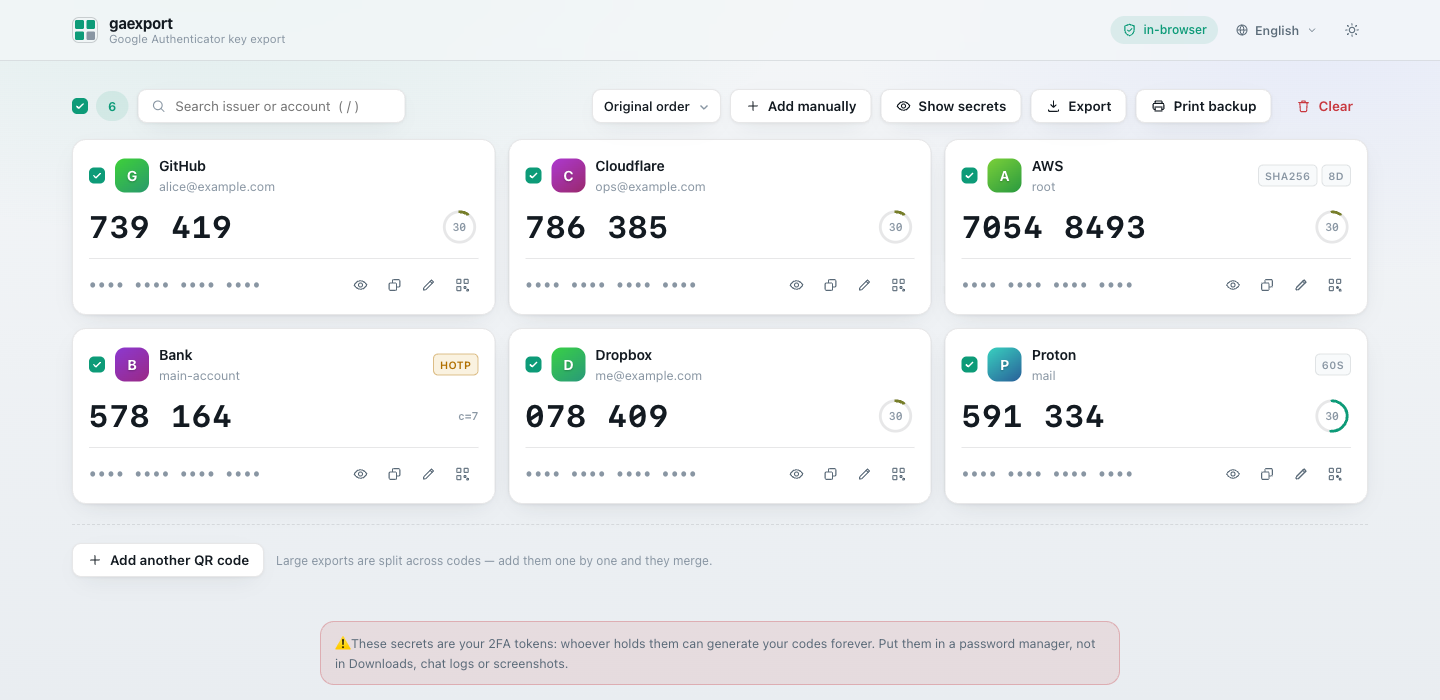 gaexport
Google Authenticator key export
in-browser
English
6
Search issuer or account ( / )
Original order
Add manually
Show secrets
Export
Print backup
Clear
G
GitHub
alice@example.com
739 419
30
•••• •••• •••• ••••
C
Cloudflare
ops@example.com
786 385
30
•••• •••• •••• ••••
A
AWS
root
SHA256
8D
7054 8493
30
•••• •••• •••• ••••
B
Bank
main-account
HOTP
578 164
c=7
•••• •••• •••• ••••
D
Dropbox
me@example.com
078 409
30
•••• •••• •••• ••••
P
Proton
mail
60S
591 334
30
•••• •••• •••• ••••
Add another QR code
Large exports are split across codes — add them one by one and they merge.
⚠️These secrets are your 2FA tokens: whoever holds them can generate your codes forever. Put them in a password manager, not
in Downloads, chat logs or screenshots.